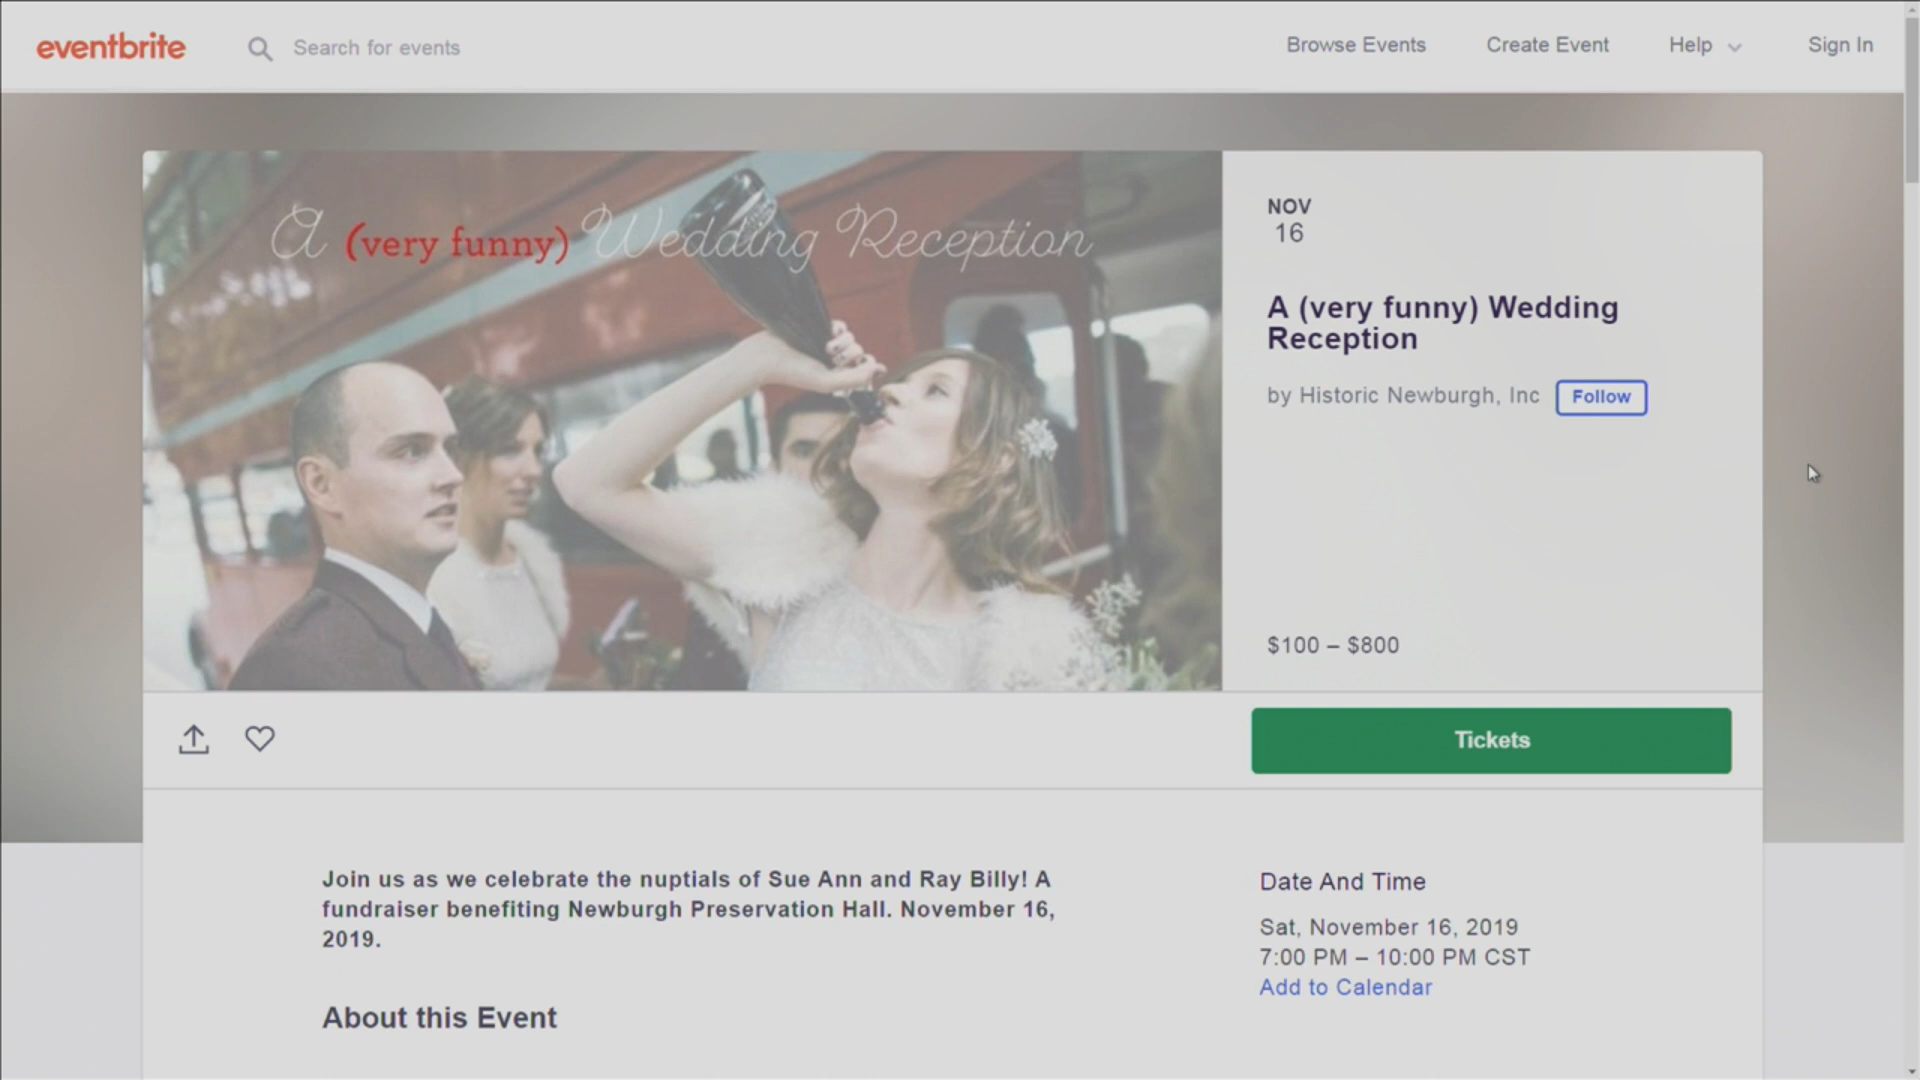 eventbrite
Search for events
Browse Events
Create Event
Help
Sign In
A (very funny) Wedding Reception
NOV
16
A (very funny) Wedding
Reception
by Historic Newburgh, Inc
Follow
$100 – $800
Tickets
Join us as we celebrate the nuptials of Sue Ann and Ray Billy! A
fundraiser benefiting Newburgh Preservation Hall. November 16,
2019.
About this Event
Date And Time
Sat, November 16, 2019
7:00 PM – 10:00 PM CST
Add to Calendar